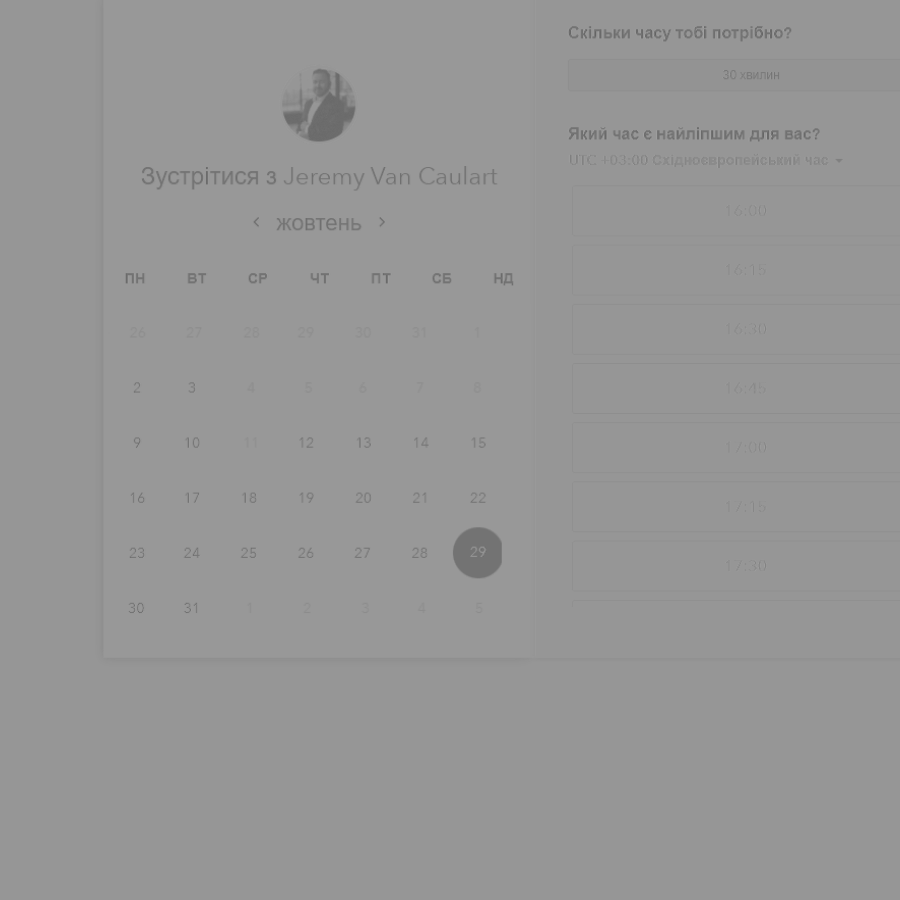 Зустрітися з Jeremy Van Caulart
жовтень
ПН ВТ СР ЧТ ПТ СБ НД
26 27 28 29 30 31 1
2 3 4 5 6 7 8
9 10 11 12 13 14 15
16 17 18 19 20 21 22
23 24 25 26 27 28 29
30 31 1 2 3 4 5
Скільки часу тобі потрібно?
30 хвилин
Який час є найліпшим для вас?
UTC +03:00 Східноєвропейський час
16:00
16:15
16:30
16:45
17:00
17:15
17:30